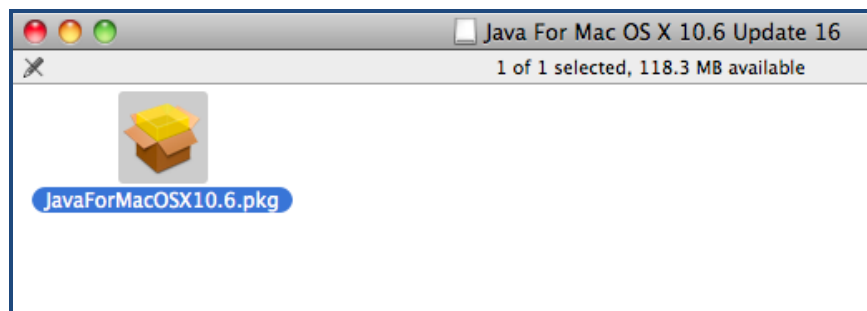 Java For Mac OS X 10.6 Update 16
1 of 1 selected, 118.3 MB available
JavaForMacOSX10.6.pkg